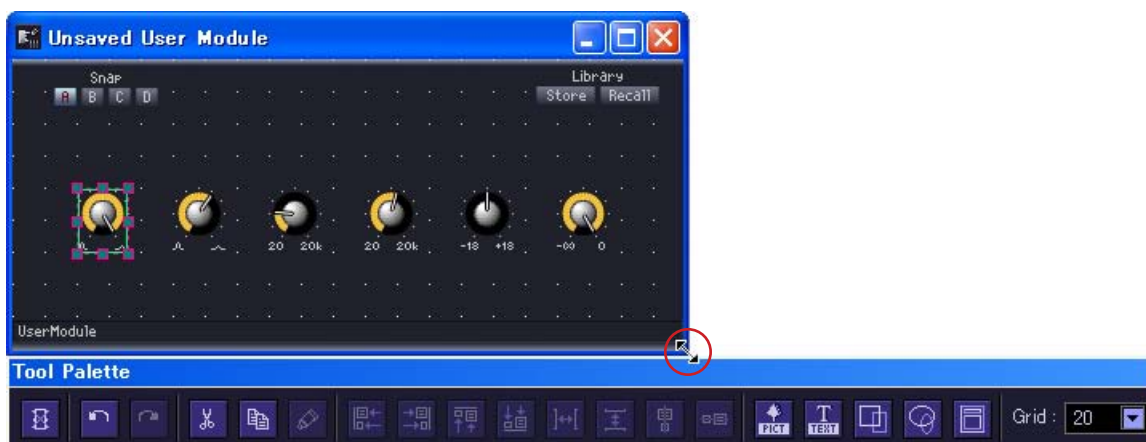 Unsaved User Module
Snap
Library
A B C D
Store Recall
20 20k
20 20k
-18 +18
-∞ 0
UserModule
Tool Palette
PICT
TEXT
Grid : 20